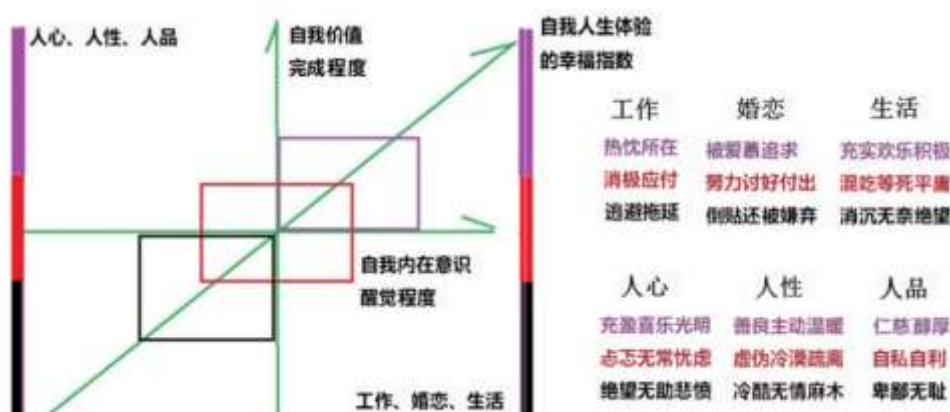 人心、人性、人品
自我价值
完成程度
自我人生体验
的幸福指数
自我内在意识
醒觉程度
工作、婚恋、生活
工作 婚恋 生活
热忱所在 被爱慕追求 充实欢乐积极
消极应付 努力讨好付出 混吃等死平庸
逃避拖延 倒贴还被嫌弃 消沉无奈绝望
人心 人性 人品
充盈喜乐光明 善良主动温暖 仁慈醇厚
忐忑无常忧虑 虚伪冷漠疏离 自私自利
绝望无助悲愤 冷酷无情麻木 卑鄙无耻